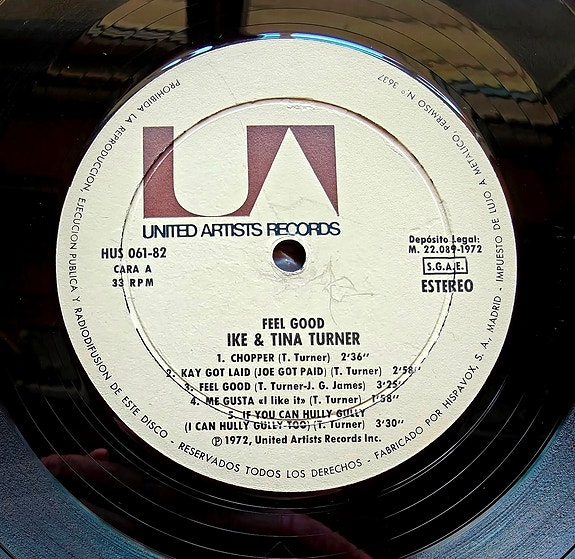 UA
UNITED ARTISTS RECORDS
HUS 061-82
CARA A
33 RPM
Depósito Legal:
M. 22.089-1972
S.G.A.E.
ESTEREO
FEEL GOOD
IKE & TINA TURNER
1. CHOPPER (T. Turner) 2'36''
2. KAY GOT LAID (JOE GOT PAID) (T. Turner) 2'58''
3. FEEL GOOD (T. Turner-J. G. James) 3'25''
4. ME GUSTA «I like it» (T. Turner) 1'58''
5. IF YOU CAN HULLY GULLY
(I CAN HULLY GULLY TOO) (T. Turner) 3'30''
Ⓟ 1972, United Artists Records Inc.
PROHIBIDA LA REPRODUCCION, EJECUCION PUBLICA Y RADIODIFUSION DE ESTE DISCO - RESERVADOS TODOS LOS DERECHOS - FABRICADO POR HISPAVOX, S. A., MADRID - IMPUESTO DE LUJO A METALICO, PERMISO N.° 3637